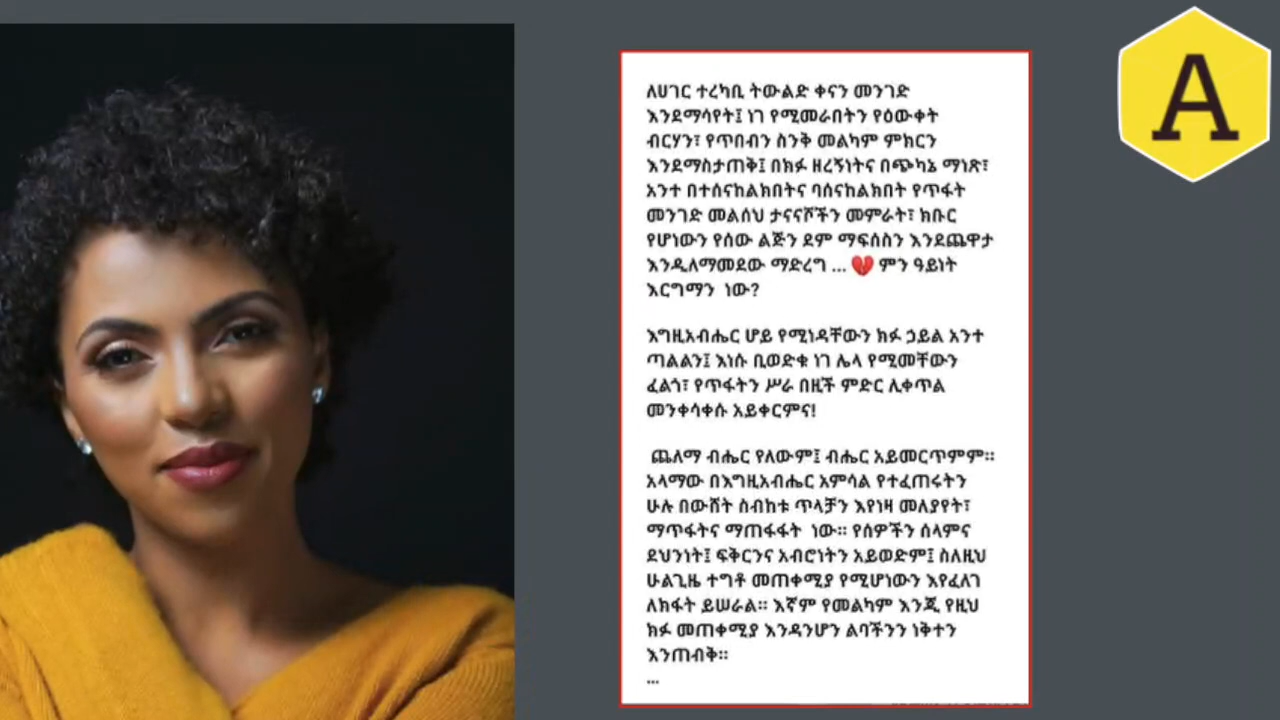 ለሀገር ተረካቢ ትውልድ ቀናን መንገድ
እንደማሳየት፤ ነገ የሚመራበትን የዕውቀት
ብርሃን፣ የጥበብን ስንቅ መልካም ምክርን
እንደማስታጠቅ፤ በክፉ ዘረኝነትና በጭካኔ ማነጽ፣
አንተ በተሰናከልክበትና ባሰናከልክበት የጥፋት
መንገድ መልሰህ ታናናሾችን መምራት፣ ክቡር
የሆነውን የሰው ልጅን ደም ማፍሰስን እንደጨዋታ
እንዲለማመደው ማድረግ ... 💔 ምን ዓይነት
እርግማን ነው?
እግዚአብሔር ሆይ የሚነዳቸውን ክፉ ኃይል አንተ
ጣልልን፤ እነሱ ቢወድቁ ነገ ሌላ የሚመቸውን
ፈልጎ፣ የጥፋትን ሥራ በዚች ምድር ሊቀጥል
መንቀሳቀሱ አይቀርምና!
ጨለማ ብሔር የለውም፤ ብሔር አይመርጥምም።
አላማው በእግዚአብሔር አምሳል የተፈጠሩትን
ሁሉ በውሸት ስብከቱ ጥላቻን እየነዛ መለያየት፣
ማጥፋትና ማጠፋፋት ነው። የሰዎችን ሰላምና
ደህንነት፤ ፍቅርንና አብሮነትን አይወድም፤ ስለዚህ
ሁልጊዜ ተግቶ መጠቀሚያ የሚሆነውን እየፈለገ
ለክፋት ይሠራል። እኛም የመልካም እንጂ የዚህ
ክፉ መጠቀሚያ እንዳንሆን ልባችንን ነቅተን
እንጠብቅ።
...
A